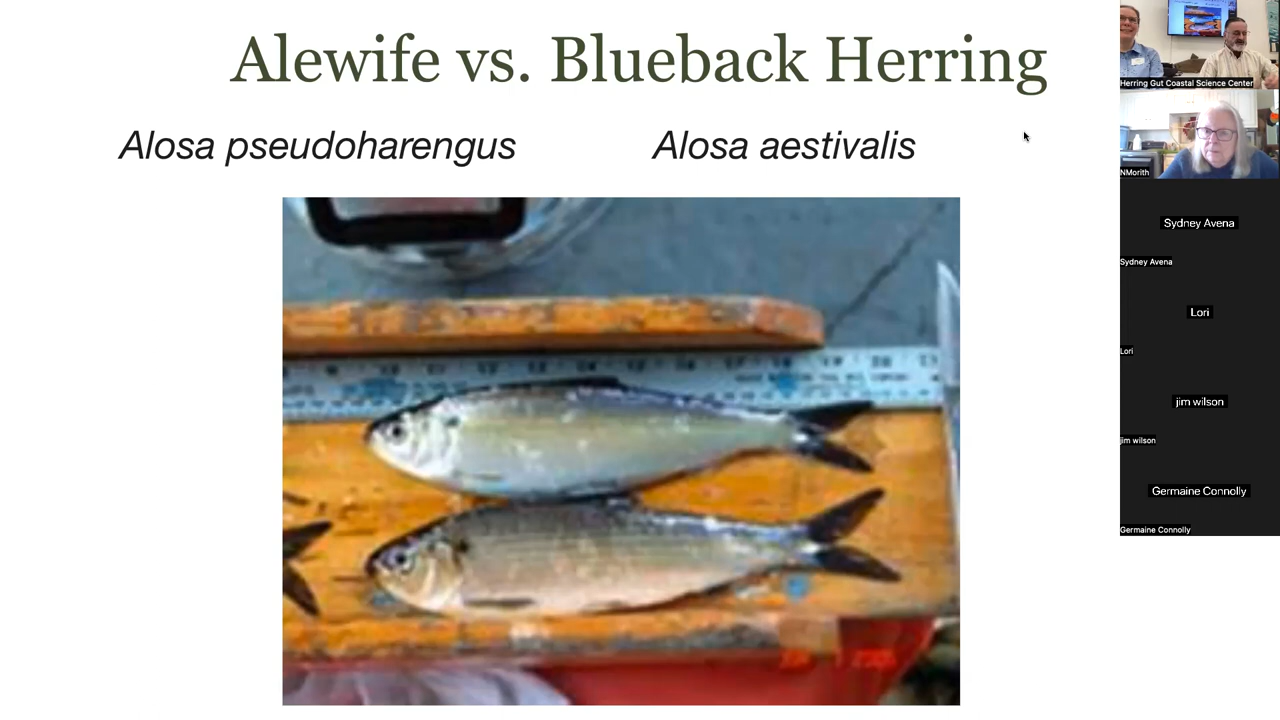 Alewife vs. Blueback Herring
Alosa pseudoharengus
Alosa aestivalis
Herring Gut Coastal Science Center
NMorith
Sydney Avena
Sydney Avena
Lori
Lori
jim wilson
jim wilson
Germaine Connolly
Germaine Connolly